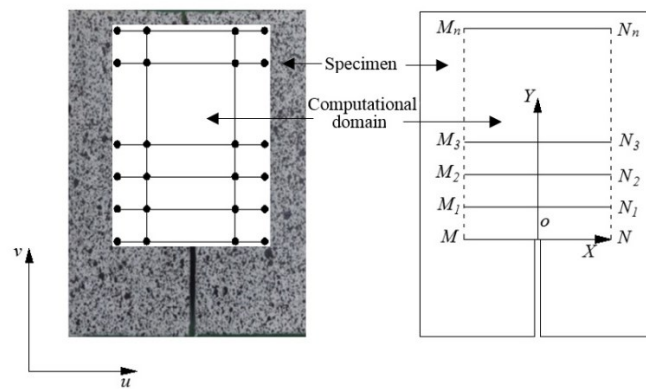 Mₙ Nₙ
Specimen
Computational
domain
Y
M₃ N₃
M₂ N₂
M₁ N₁
o
M X N
v
u